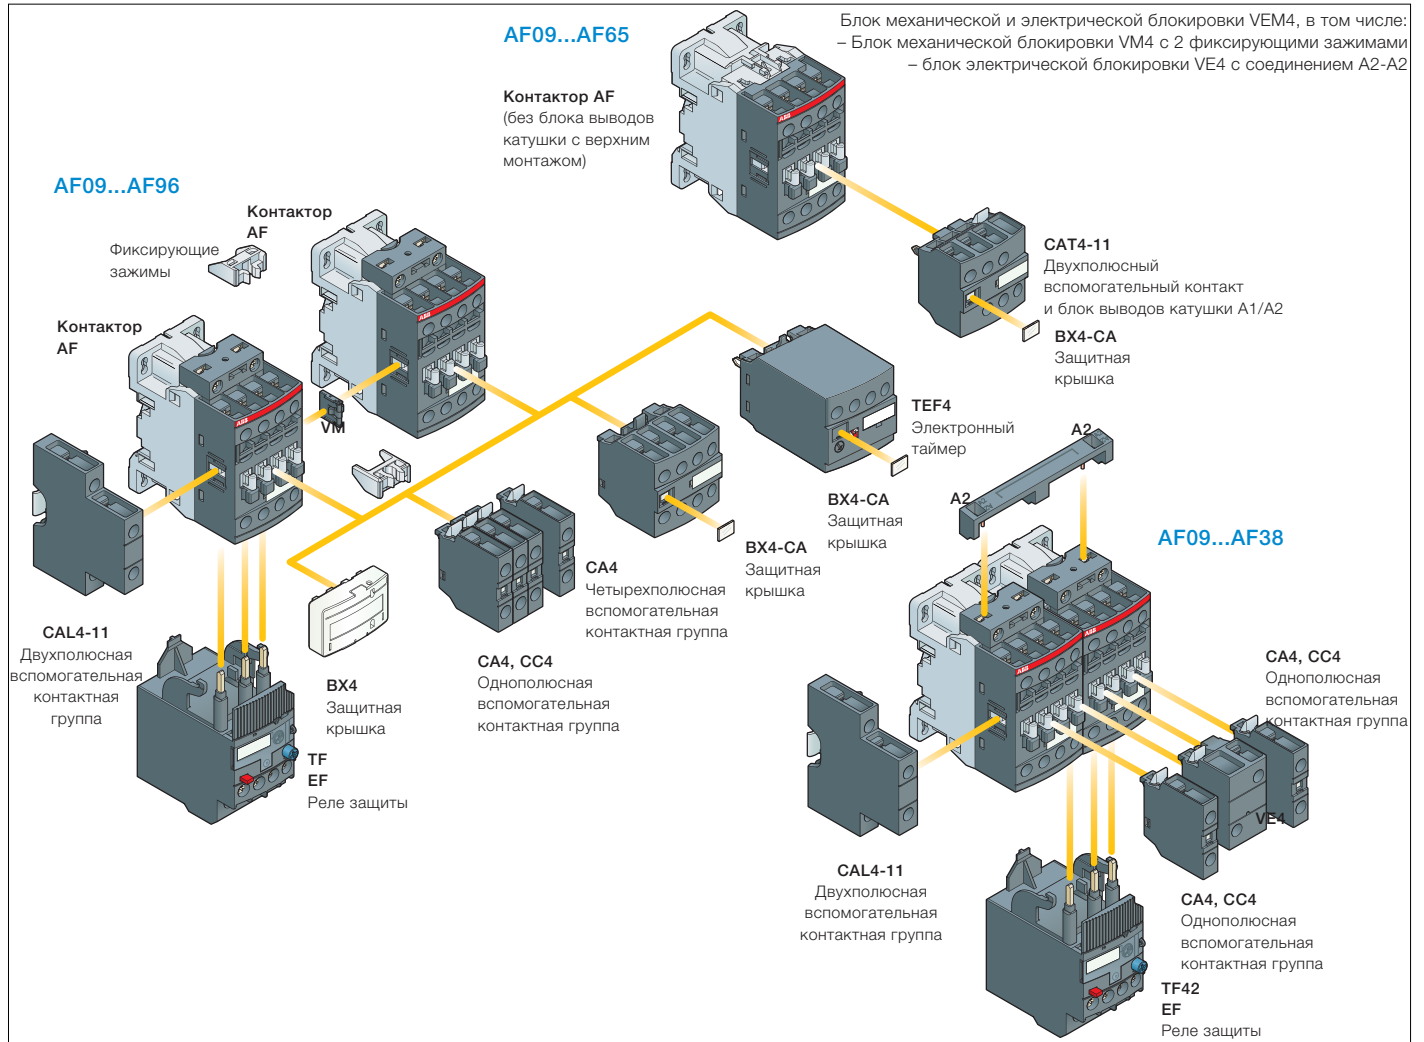 Блок механической и электрической блокировки VEM4, в том числе:
– Блок механической блокировки VM4 с 2 фиксирующими зажимами
– блок электрической блокировки VE4 с соединением A2-A2
AF09...AF65
Контактор AF
(без блока выводов
катушки с верхним
монтажом)
ABB
AF09...AF96
Контактор
AF
Фиксирующие
зажимы
ABB
Контактор
AF
ABB
VM
CAT4-11
Двухполюсный
вспомогательный контакт
и блок выводов катушки A1/A2
BX4-CA
Защитная
крышка
TEF4
Электронный
таймер
BX4-CA
Защитная
крышка
BX4-CA
Защитная
крышка
CA4
Четырехполюсная
вспомогательная
контактная группа
CA4, CC4
Однополюсная
вспомогательная
контактная группа
BX4
Защитная
крышка
CAL4-11
Двухполюсная
вспомогательная
контактная
группа
TF
EF
Реле защиты
A2
A2
AF09...AF38
ABB
ABB
CA4, CC4
Однополюсная
вспомогательная
контактная группа
VE4
CAL4-11
Двухполюсная
вспомогательная
контактная группа
CA4, CC4
Однополюсная
вспомогательная
контактная группа
TF42
EF
Реле защиты